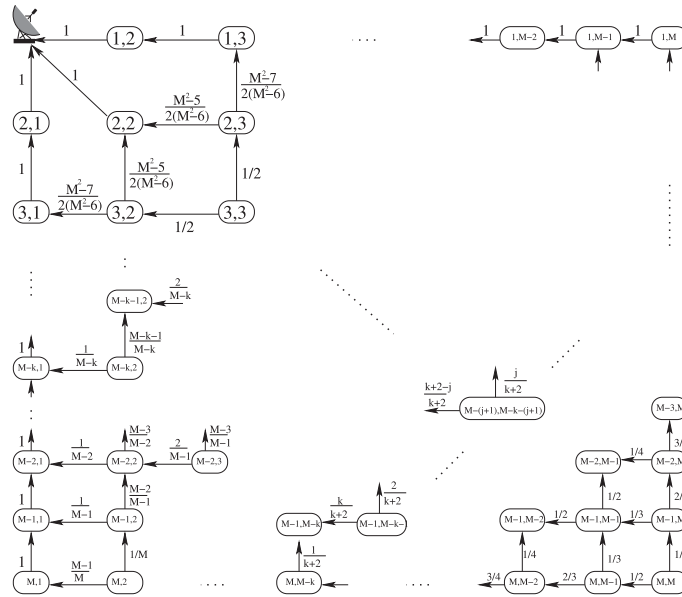 1 1,2 1 1,3 . . . . 1 1,M-2 1 1,M-1 1 1,M
1 1 M²-7
2(M²-6)
2,1 2,2 M²-5
2(M²-6) 2,3
1 M²-5
2(M²-6) 1/2
3,1 M²-7
2(M²-6) 3,2 1/2 3,3
M-k-1,2 2
M-k
1 1
M-k M-k-1
M-k
M-k,1 M-k,2
k+2-j
k+2 j
k+2
M-(j+1),M-k-(j+1)
M-3,M
1 M-3
M-2 M-3
M-1 3/
M-2,1 1
M-2 M-2,2 2
M-1 M-2,3 M-2,M-1 1/4 M-2,M
1 M-2
M-1 1/2 2/
M-1,1 1
M-1 M-1,2 M-1,M-k k
k+2 M-1,M-k- 2
k+2 M-1,M-2 1/2 M-1,M-1 1/3 M-1,M
1 1/M 1
k+2 1/4 1/3 1/
M,1 M-1
M M,2 . . . . M,M-k . . . . 3/4 M,M-2 2/3 M,M-1 1/2 M,M